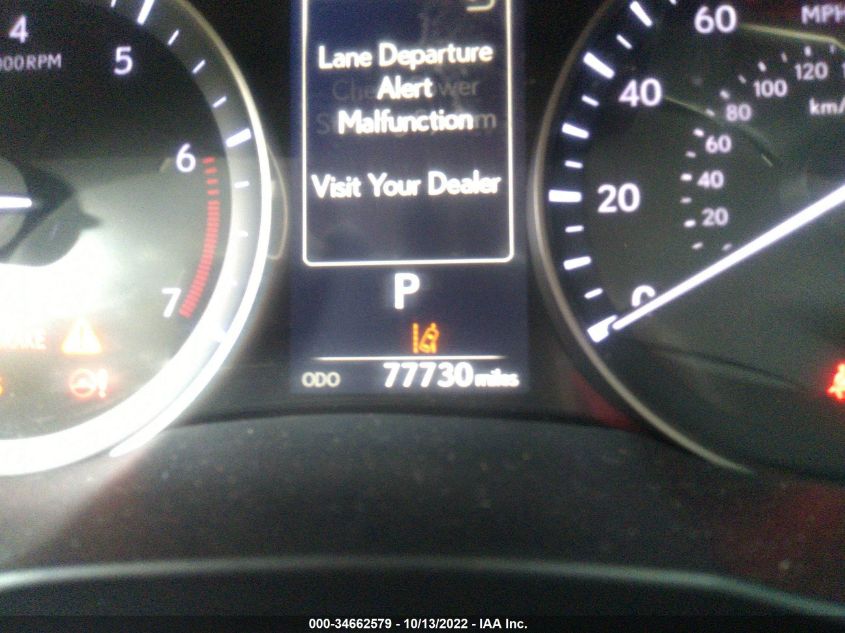 4
5
000RPM
6
7
Lane Departure
Alert
Malfunction
Visit Your Dealer
P
ODO 77730 miles
60
MPH
40
20
0
120
100
80
60
40
20
km/
000-34662579 - 10/13/2022 - IAA Inc.